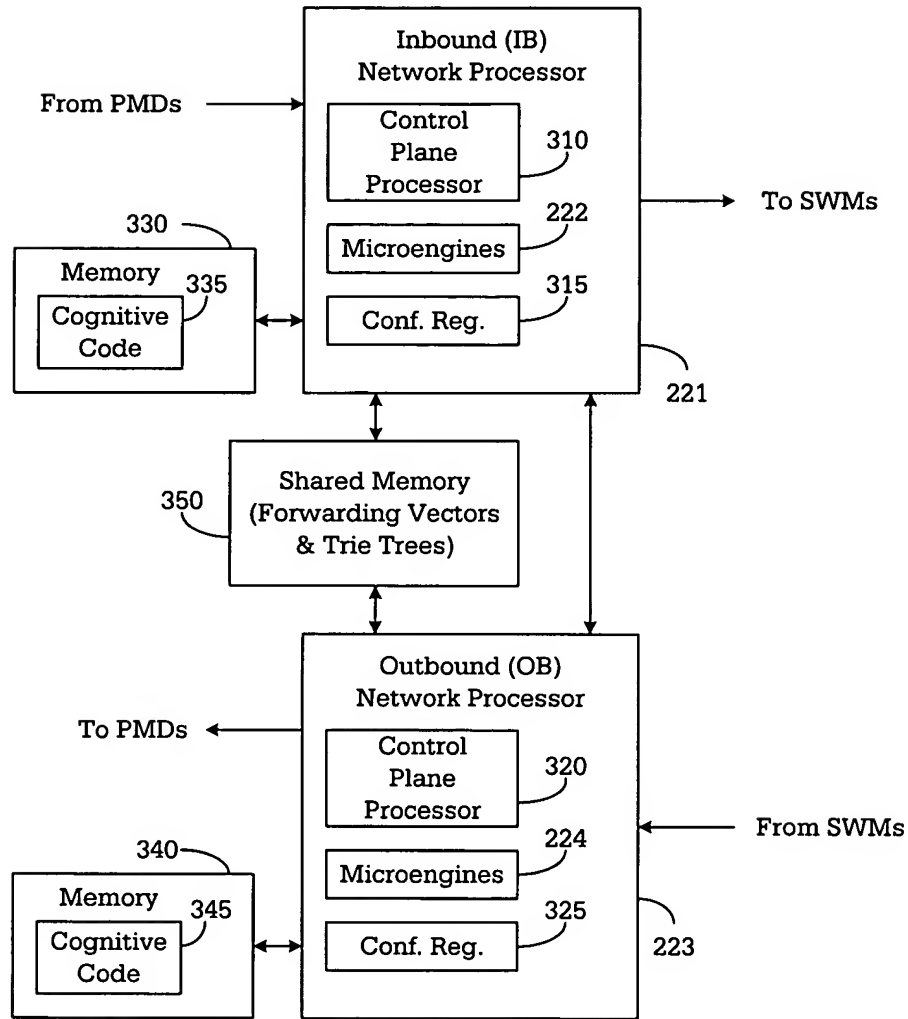 Inbound (IB)
Network Processor
From PMDs
Control
Plane
Processor
310
To SWMs
330
Microengines
222
Memory
335
Cognitive
Code
Conf. Reg.
315
221
Shared Memory
(Forwarding Vectors
& Trie Trees)
350
Outbound (OB)
Network Processor
To PMDs
Control
Plane
Processor
320
From SWMs
340
Microengines
224
Memory
345
Cognitive
Code
Conf. Reg.
325
223